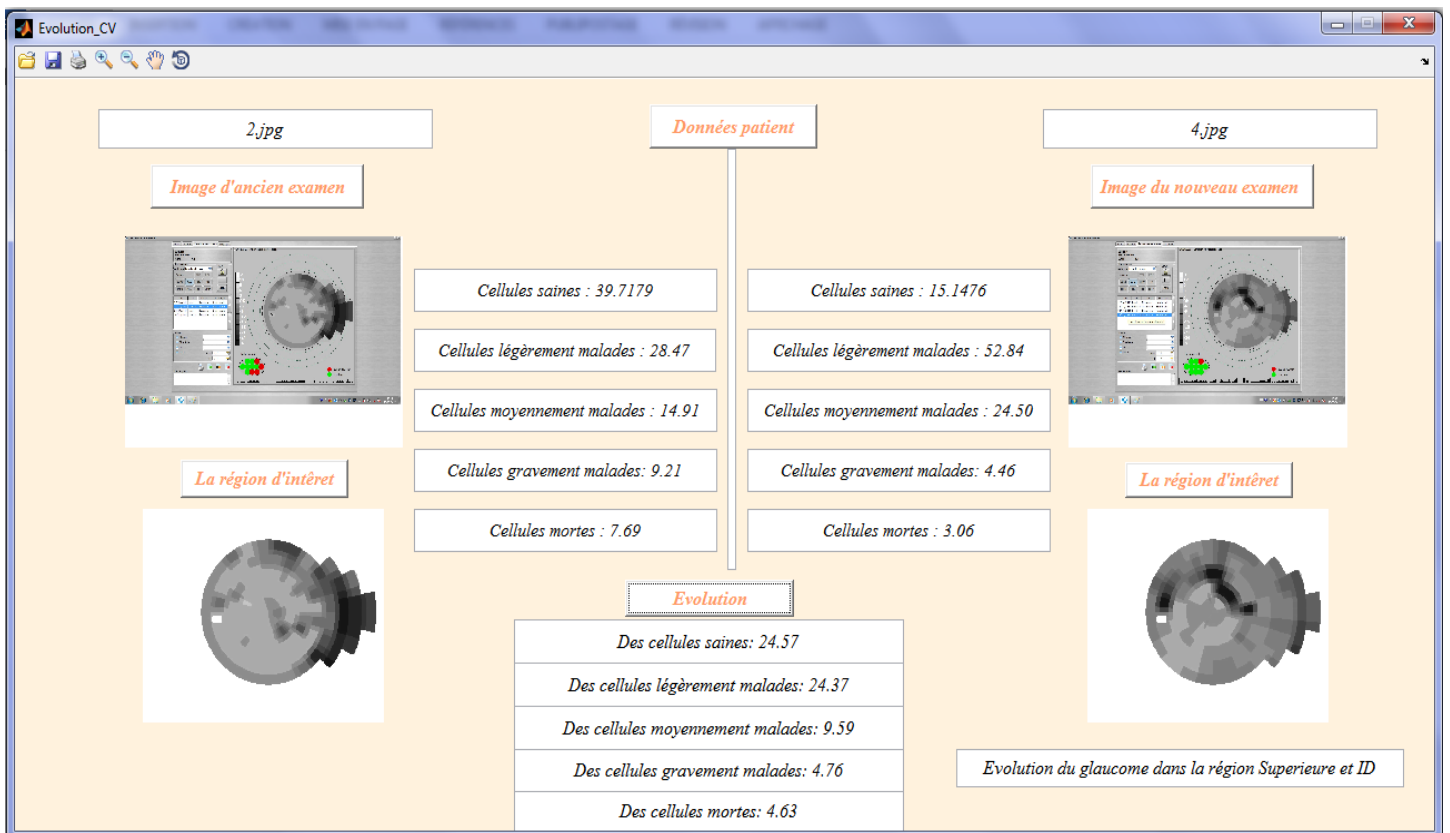 Evolution_CV
2.jpg
Données patient
4.jpg
Image d'ancien examen
Image du nouveau examen
Cellules saines : 39.7179
Cellules légèrement malades : 28.47
Cellules moyennement malades : 14.91
Cellules gravement malades: 9.21
Cellules mortes : 7.69
Cellules saines : 15.1476
Cellules légèrement malades : 52.84
Cellules moyennement malades : 24.50
Cellules gravement malades: 4.46
Cellules mortes : 3.06
La région d'intêret
La région d'intêret
Evolution
Des cellules saines: 24.57
Des cellules légèrement malades: 24.37
Des cellules moyennement malades: 9.59
Des cellules gravement malades: 4.76
Des cellules mortes: 4.63
Evolution du glaucome dans la région Superieure et ID